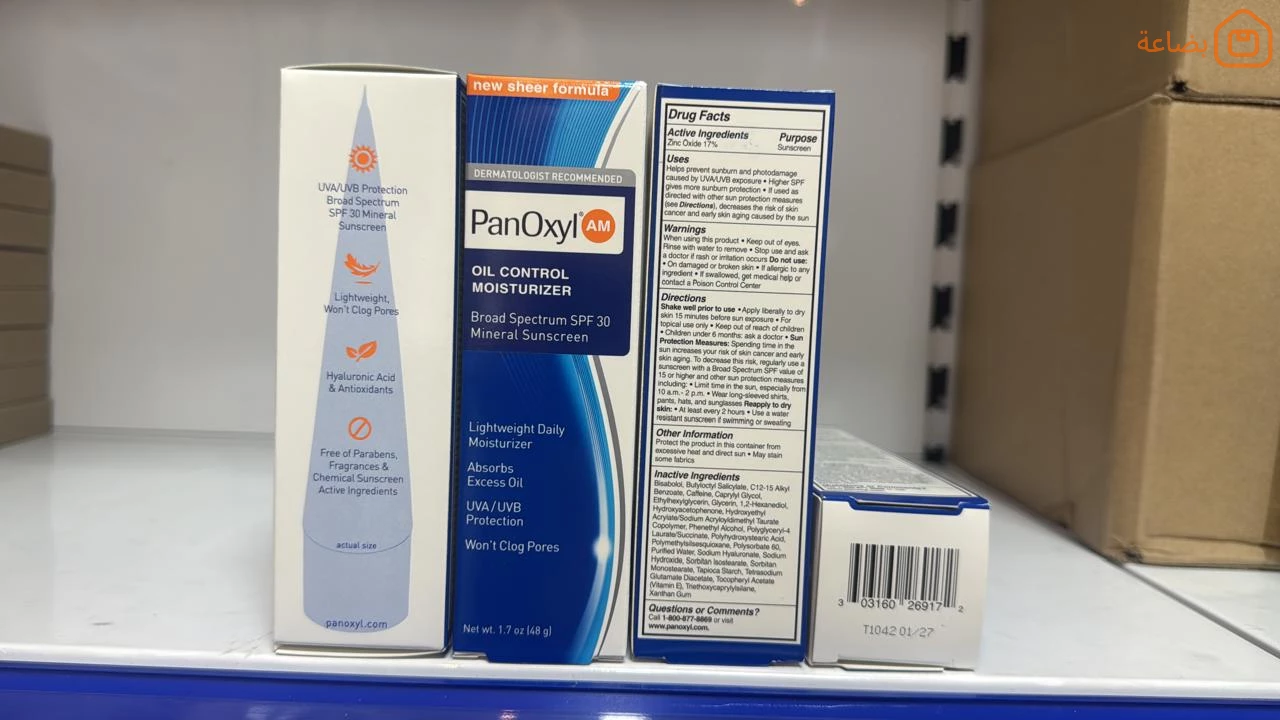 بضاعة
UVA/UVB Protection
Broad Spectrum
SPF 30 Mineral
Sunscreen
Lightweight,
Won't Clog Pores
Hyaluronic Acid
& Antioxidants
Free of Parabens,
Fragrances &
Chemical Sunscreen
Active Ingredients
actual size
panoxyl.com
new sheer formula
DERMATOLOGIST RECOMMENDED
PanOxyl® AM
OIL CONTROL
MOISTURIZER
Broad Spectrum SPF 30
Mineral Sunscreen
Lightweight Daily
Moisturizer
Absorbs
Excess Oil
UVA/UVB
Protection
Won't Clog Pores
Net wt. 1.7 oz (48 g)
Drug Facts
Active Ingredients Purpose
Zinc Oxide 17% Sunscreen
Uses
Helps prevent sunburn and photodamage
caused by UVA/UVB exposure • Higher SPF
gives more sunburn protection • If used as
directed with other sun protection measures
(see Directions), decreases the risk of skin
cancer and early skin aging caused by the sun
Warnings
When using this product • Keep out of eyes.
Rinse with water to remove • Stop use and ask
a doctor if rash or irritation occurs Do not use:
• On damaged or broken skin • If allergic to any
ingredient • If swallowed, get medical help or
contact a Poison Control Center
Directions
Shake well prior to use • Apply liberally to dry
skin 15 minutes before sun exposure • For
topical use only • Keep out of reach of children
• Children under 6 months: ask a doctor • Sun
Protection Measures: Spending time in the
sun increases your risk of skin cancer and early
skin aging. To decrease this risk, regularly use a
sunscreen with a Broad Spectrum SPF value of
15 or higher and other sun protection measures
including: • Limit time in the sun, especially from
10 a.m.- 2 p.m. • Wear long-sleeved shirts,
pants, hats, and sunglasses Reapply to dry
skin: • At least every 2 hours • Use a water
resistant sunscreen if swimming or sweating
Other Information
Protect the product in this container from
excessive heat and direct sun • May stain
some fabrics
Inactive Ingredients
Bisabolol, Butyloctyl Salicylate, C12-15 Alkyl
Benzoate, Caffeine, Caprylyl Glycol,
Ethylhexylglycerin, Glycerin, 1,2-Hexanediol,
Hydroxyacetophenone, Hydroxyethyl
Acrylate/Sodium Acryloyldimethyl Taurate
Copolymer, Phenethyl Alcohol, Polyglyceryl-4
Laurate/Succinate, Polyhydroxystearic Acid,
Polymethylsilsesquioxane, Polysorbate 60,
Purified Water, Sodium Hyaluronate, Sodium
Hydroxide, Sorbitan Isostearate, Sorbitan
Monostearate, Tapioca Starch, Tetrasodium
Glutamate Diacetate, Tocopheryl Acetate
(Vitamin E), Triethoxycaprylylsilane,
Xanthan Gum
Questions or Comments?
Call 1-800-877-8869 or visit
www.panoxyl.com.
3 03160 26917 2
T1042 01/27